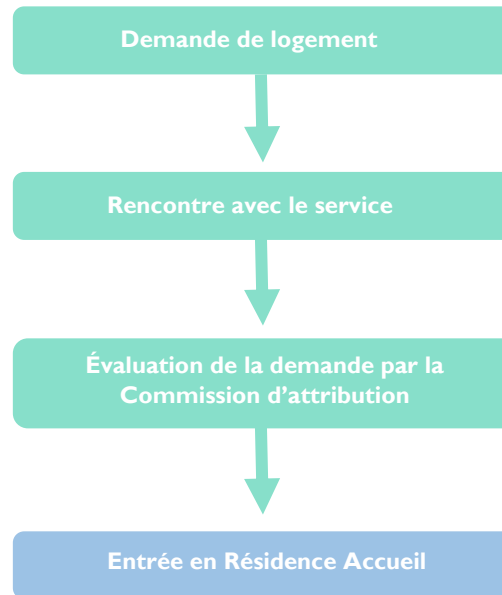 Demande de logement
Rencontre avec le service
Évaluation de la demande par la
Commission d'attribution
Entrée en Résidence Accueil